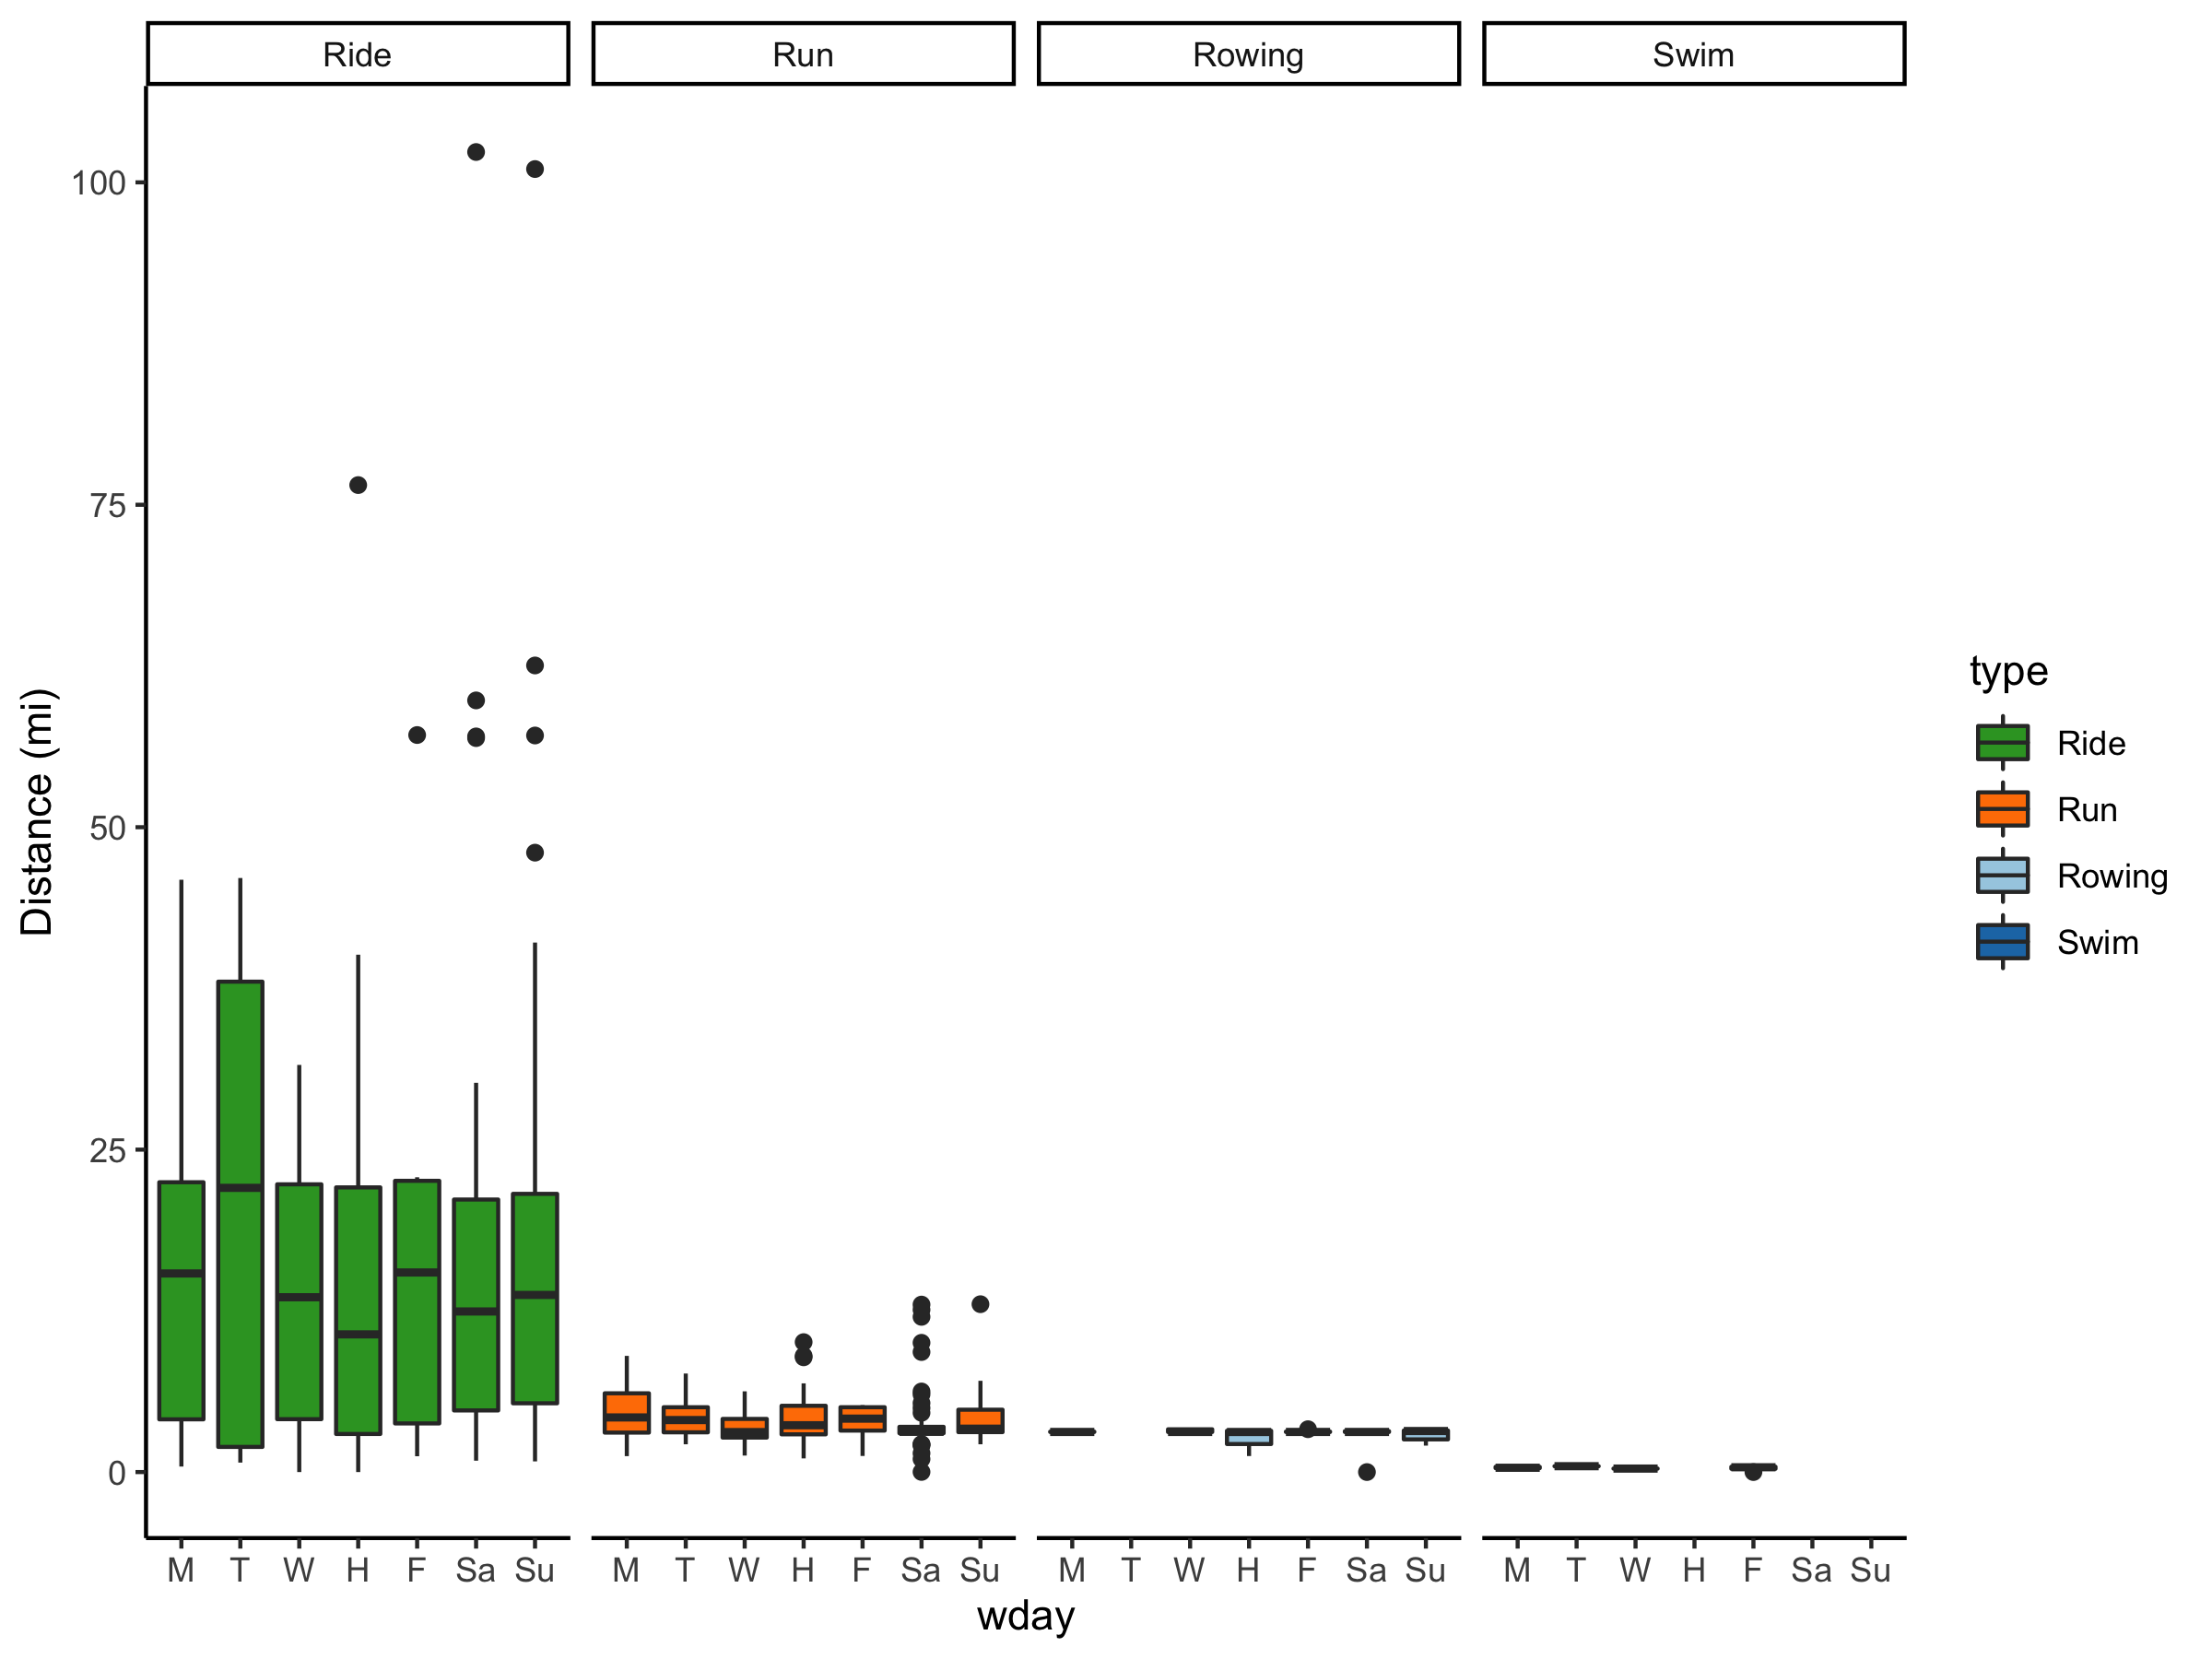 Ride Run Rowing Swim
100
75
50
25
0
Distance (mi)
M T W H F Sa Su M T W H F Sa Su M T W H F Sa Su M T W H F Sa Su
wday
type
Ride
Run
Rowing
Swim